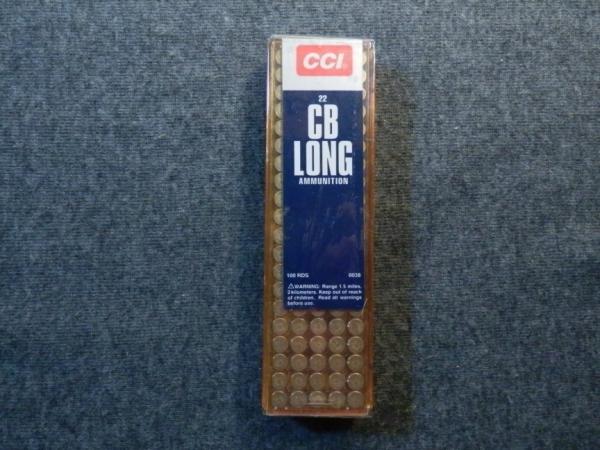 CCI
22
CB
LONG
AMMUNITION
100 RDS 0038
⚠WARNING: Range 1.5 miles,
2 kilometers. Keep out of reach
of children. Read all warnings
before use.